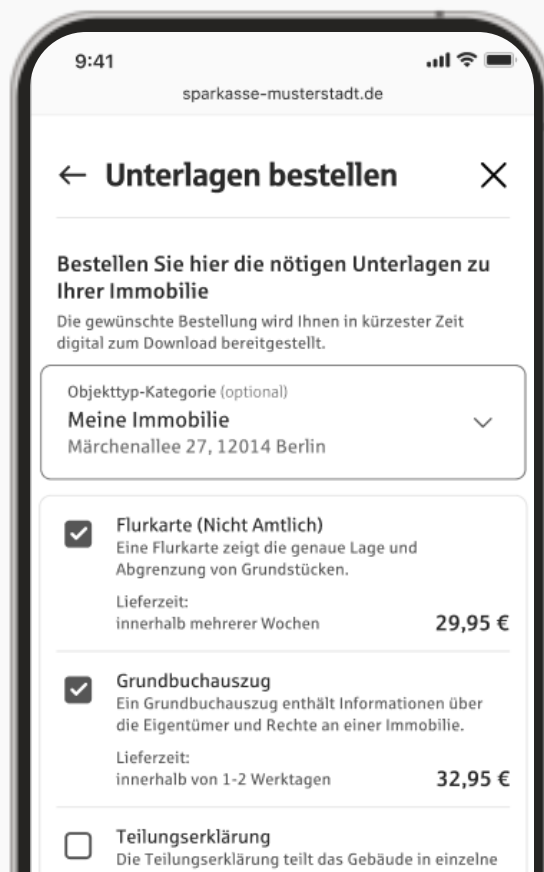 9:41
sparkasse-musterstadt.de
Unterlagen bestellen
Bestellen Sie hier die nötigen Unterlagen zu
Ihrer Immobilie
Die gewünschte Bestellung wird Ihnen in kürzester Zeit
digital zum Download bereitgestellt.
Objekttyp-Kategorie (optional)
Meine Immobilie
Märchenallee 27, 12014 Berlin
Flurkarte (Nicht Amtlich)
Eine Flurkarte zeigt die genaue Lage und
Abgrenzung von Grundstücken.
Lieferzeit:
innerhalb mehrerer Wochen 29,95 €
Grundbuchauszug
Ein Grundbuchauszug enthält Informationen über
die Eigentümer und Rechte an einer Immobilie.
Lieferzeit:
innerhalb von 1-2 Werktagen 32,95 €
Teilungserklärung
Die Teilungserklärung teilt das Gebäude in einzelne